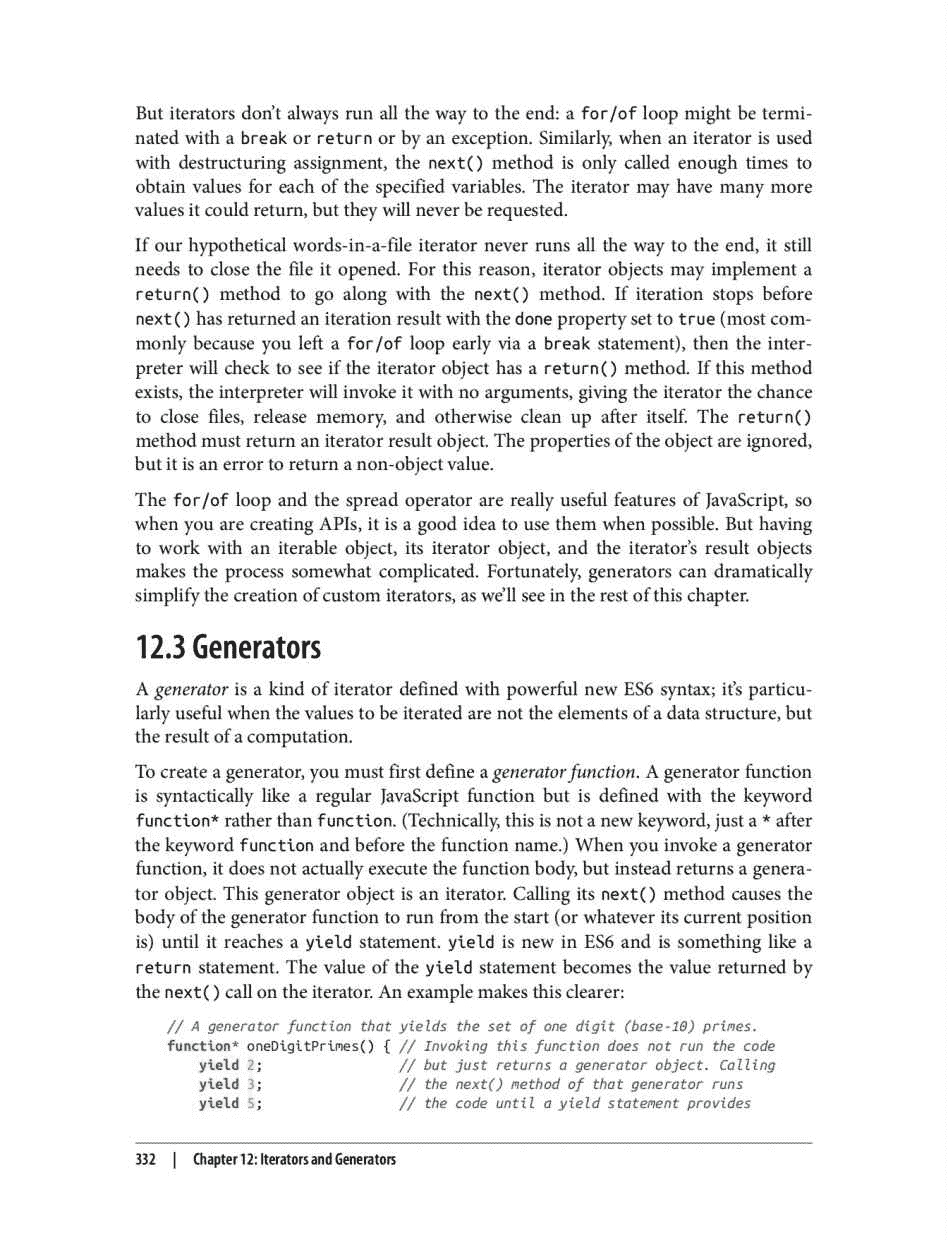 But iterators don’t always run all the way to the end: a for/of loop might be termi-
nated with a break or return or by an exception. Similarly, when an iterator is used
with destructuring assignment, the next() method is only called enough times to
obtain values for each of the specified variables. The iterator may have many more
values it could return, but they will never be requested.
If our hypothetical words-in-a-file iterator never runs all the way to the end, it still
needs to close the file it opened. For this reason, iterator objects may implement a
return() method to go along with the next() method. If iteration stops before
next() has returned an iteration result with the done property set to true (most com-
monly because you left a for/of loop early via a break statement), then the inter-
preter will check to see if the iterator object has a return() method. If this method
exists, the interpreter will invoke it with no arguments, giving the iterator the chance
to close files, release memory, and otherwise clean up after itself. The return()
method must return an iterator result object. The properties of the object are ignored,
but it is an error to return a non-object value.
The for/of loop and the spread operator are really useful features of JavaScript, so
when you are creating APIs, it is a good idea to use them when possible. But having
to work with an iterable object, its iterator object, and the iterator’s result objects
makes the process somewhat complicated. Fortunately, generators can dramatically
simplify the creation of custom iterators, as we’ll see in the rest of this chapter.
12.3 Generators
A generator is a kind of iterator defined with powerful new ES6 syntax; it’s particu-
larly useful when the values to be iterated are not the elements of a data structure, but
the result of a computation.
To create a generator, you must first define a generator function. A generator function
is syntactically like a regular JavaScript function but is defined with the keyword
function* rather than function. (Technically, this is not a new keyword, just a * after
the keyword function and before the function name.) When you invoke a generator
function, it does not actually execute the function body, but instead returns a genera-
tor object. This generator object is an iterator. Calling its next() method causes the
body of the generator function to run from the start (or whatever its current position
is) until it reaches a yield statement. yield is new in ES6 and is something like a
return statement. The value of the yield statement becomes the value returned by
the next() call on the iterator. An example makes this clearer:
// A generator function that yields the set of one digit (base-10) primes.
function* oneDigitPrimes() { // Invoking this function does not run the code
yield 2; // but just returns a generator object. Calling
yield 3; // the next() method of that generator runs
yield 5; // the code until a yield statement provides
332 | Chapter 12: Iterators and Generators